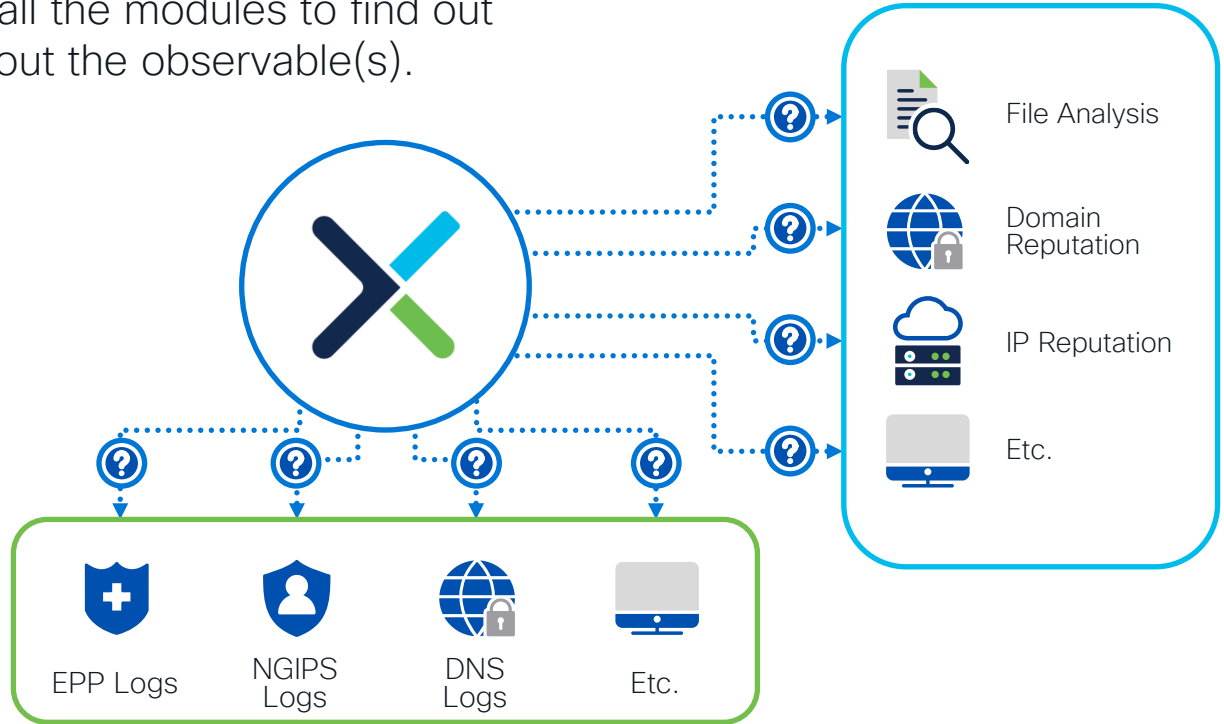 all the modules to find out
out the observable(s).
?
File Analysis
?
Domain
Reputation
?
IP Reputation
?
Etc.
?
?
?
?
EPP Logs
NGIPS
Logs
DNS
Logs
Etc.